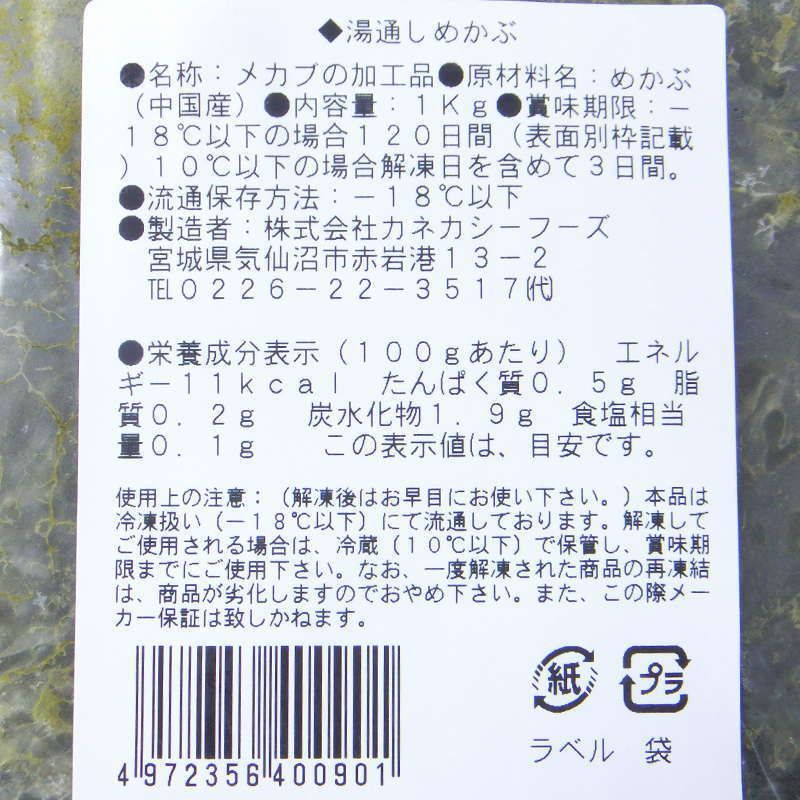 ◆湯通しめかぶ
●名称：メカブの加工品●原材料名：めかぶ
（中国産）●内容量：１Ｋｇ●賞味期限：－
１８℃以下の場合１２０日間（表面別枠記載
）１０℃以下の場合解凍日を含めて３日間。
●流通保存方法：－１８℃以下
●製造者：株式会社カネカシーフーズ
宮城県気仙沼市赤岩港１３－２
℡０２２６－２２－３５１７㈹
●栄養成分表示（１００ｇあたり）　エネル
ギー１１ｋｃａｌ　たんぱく質０．５ｇ　脂
質０．２ｇ　炭水化物１．９ｇ　食塩相当
量０．１ｇ　この表示値は、目安です。
使用上の注意：（解凍後はお早目にお使い下さい。）本品は
冷凍扱い（－１８℃以下）にて流通しております。解凍して
ご使用される場合は、冷蔵（１０℃以下）で保管し、賞味期
限までにご使用下さい。なお、一度解凍された商品の再凍結
は、商品が劣化しますのでおやめ下さい。また、この際メー
カー保証は致しかねます。
紙 プラ
ラベル 袋
4 972356 400901